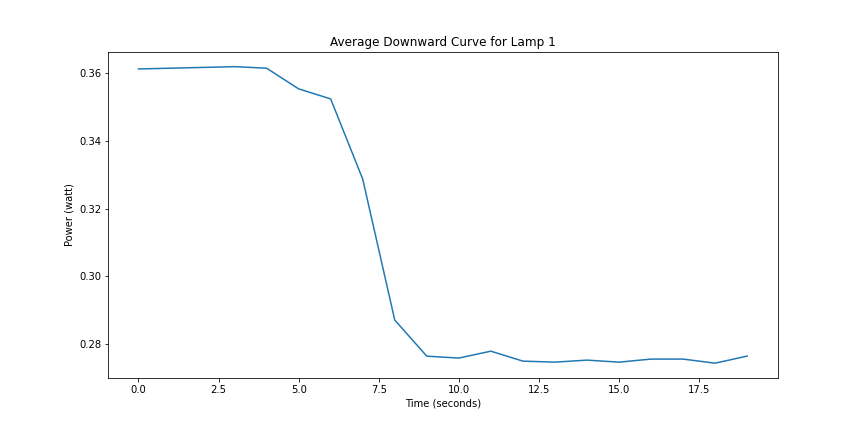 Average Downward Curve for Lamp 1
0.36
0.34
0.32
0.30
0.28
Power (watt)
0.0 2.5 5.0 7.5 10.0 12.5 15.0 17.5
Time (seconds)